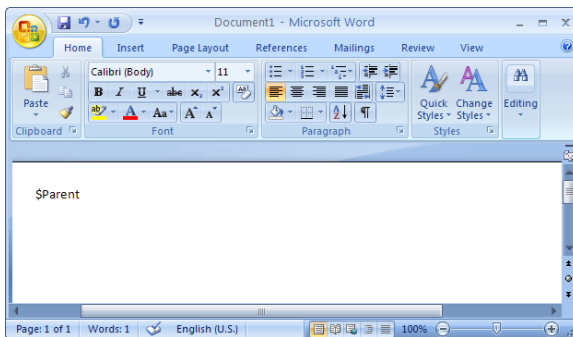 Document1 - Microsoft Word
Home Insert Page Layout References Mailings Review View
Calibri (Body) 11
B I U abe x₂ x²
Aa A A
Paste
Quick Styles Change Styles Editing
Clipboard Font Paragraph Styles
$Parent
Page: 1 of 1 Words: 1 English (U.S.) 100%